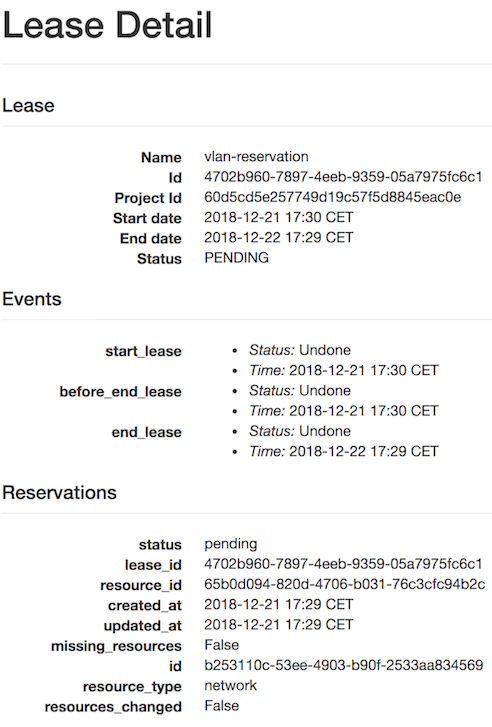 Lease Detail
Lease
Name vlan-reservation
Id 4702b960-7897-4eeb-9359-05a7975fc6c1
Project Id 60d5cd5e257749d19c57f5d8845eac0e
Start date 2018-12-21 17:30 CET
End date 2018-12-22 17:29 CET
Status PENDING
Events
start_lease • Status: Undone
• Time: 2018-12-21 17:30 CET
before_end_lease • Status: Undone
• Time: 2018-12-21 17:30 CET
end_lease • Status: Undone
• Time: 2018-12-22 17:29 CET
Reservations
status pending
lease_id 4702b960-7897-4eeb-9359-05a7975fc6c1
resource_id 65b0d094-820d-4706-b031-76c3cfc94b2c
created_at 2018-12-21 17:29 CET
updated_at 2018-12-21 17:29 CET
missing_resources False
id b253110c-53ee-4903-b90f-2533aa834569
resource_type network
resources_changed False